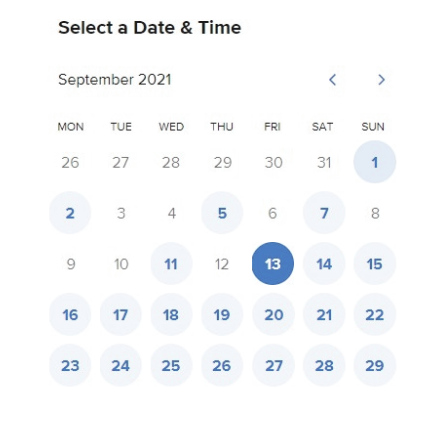 Select a Date & Time
September 2021
MON TUE WED THU FRI SAT SUN
26 27 28 29 30 31 1
2 3 4 5 6 7 8
9 10 11 12 13 14 15
16 17 18 19 20 21 22
23 24 25 26 27 28 29